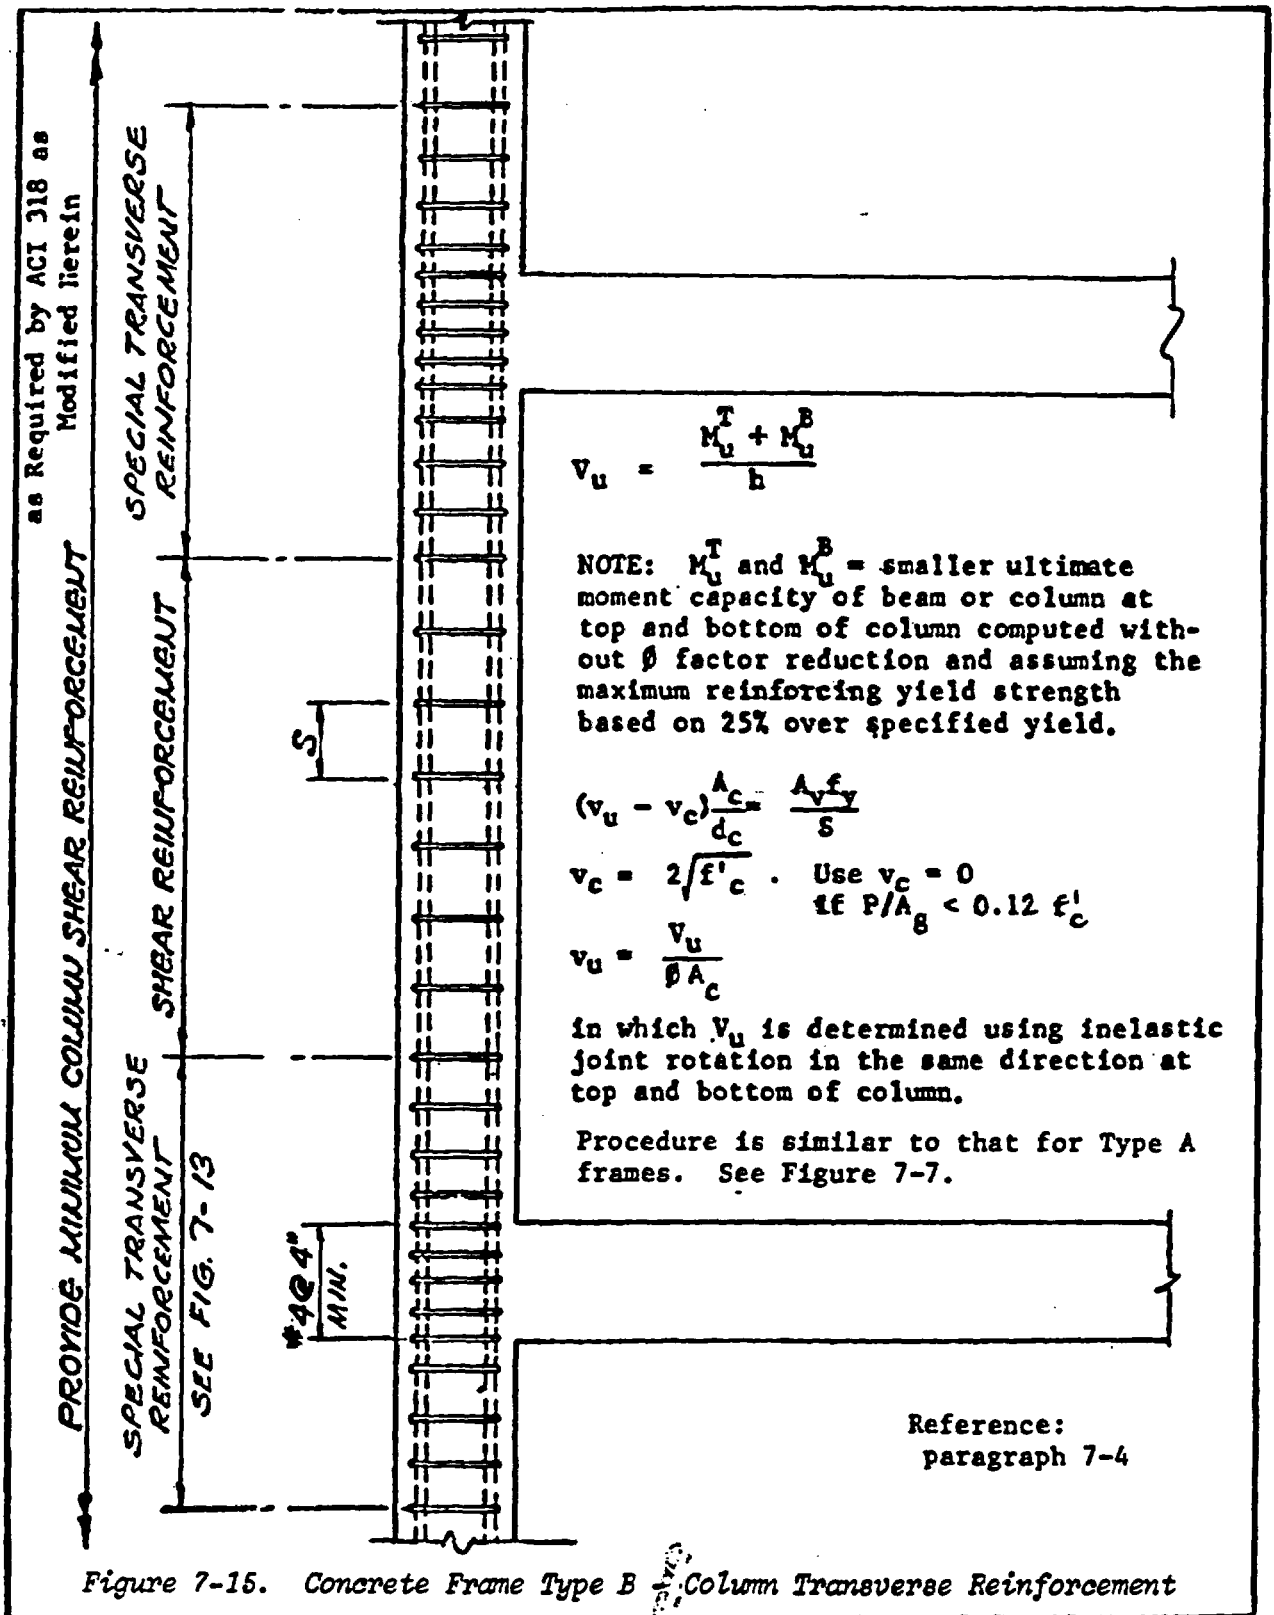 as Required by ACI 318 as
Modified Herein
PROVIDE MINIMUM COLUMN SHEAR REINFORCEMENT
SPECIAL TRANSVERSE
REINFORCEMENT
SHEAR REINFORCEMENT
SPECIAL TRANSVERSE
REINFORCEMENT
SEE FIG. 7-13
S
#4@4"
MIN.
V_u = (M_u^T + M_u^B) / h
NOTE: M_u^T and M_u^B = smaller ultimate
moment capacity of beam or column at
top and bottom of column computed with-
out Ø factor reduction and assuming the
maximum reinforcing yield strength
based on 25% over specified yield.
(v_u - v_c) A_c/d_c = A_v f_y / S
v_c = 2√f'_c . Use v_c = 0
if P/A_g < 0.12 f'_c
v_u = V_u / Ø A_c
in which V_u is determined using inelastic
joint rotation in the same direction at
top and bottom of column.
Procedure is similar to that for Type A
frames. See Figure 7-7.
Reference:
paragraph 7-4
Figure 7-15. Concrete Frame Type B - Column Transverse Reinforcement